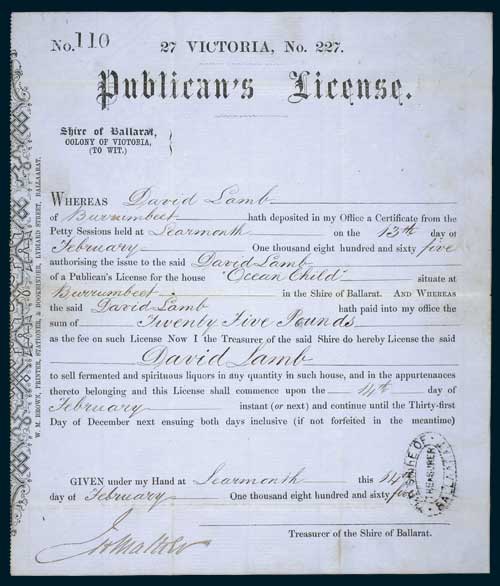 No. 110
27 VICTORIA, No. 227.
Publican's License.
Shire of Ballarat,
COLONY OF VICTORIA,
(TO WIT.)
WHEREAS David Lamb
of Burrumbeet hath deposited in my Office a Certificate from the
Petty Sessions held at Learmonth on the 13th day of
February One thousand eight hundred and sixty five
authorising the issue to the said David Lamb
of a Publican's License for the house "Ocean Child" situate at
Burrumbeet in the Shire of Ballarat. AND WHEREAS
the said David Lamb hath paid into my office the
sum of Twenty Five Pounds
as the fee on such License Now I the Treasurer of the said Shire do hereby License the said
David Lamb
to sell fermented and spirituous liquors in any quantity in such house, and in the appurtenances
thereto belonging and this License shall commence upon the 14th day of
February instant (or next) and continue until the Thirty-first
Day of December next ensuing both days inclusive (if not forfeited in the meantime)
GIVEN under my Hand at Learmonth this 14
day of February One thousand eight hundred and sixty five
Treasurer of the Shire of Ballarat.
SHIRE OF
TREASURER
W. M. BROWN, PRINTER, STATIONER, & BOOKBINDER, LYDIARD STREET, BALLAARAT.